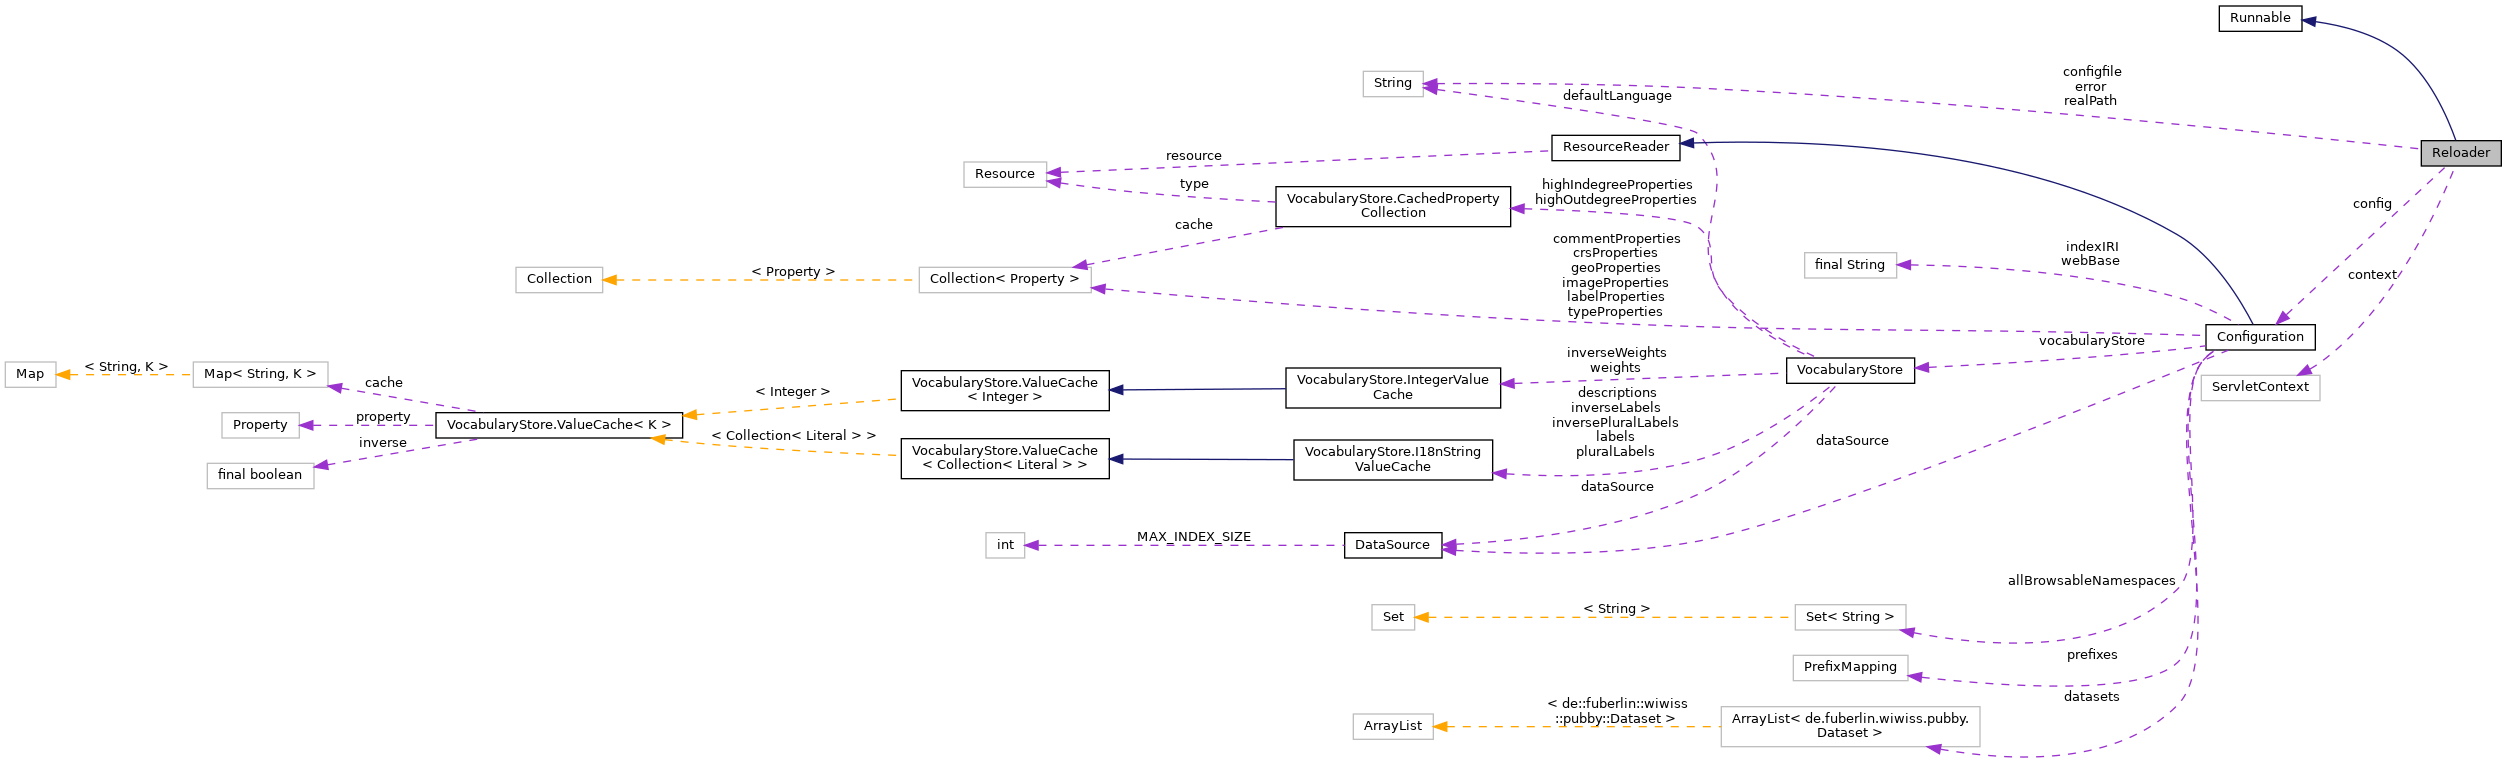 Runnable
String
configfile
error
realPath
defaultLanguage
ResourceReader
Reloader
Resource
resource
type
VocabularyStore.CachedProperty
Collection
highIndegreeProperties
highOutdegreeProperties
config
cache
commentProperties
crsProperties
geoProperties
imageProperties
labelProperties
typeProperties
final String
indexIRI
webBase
context
Collection
< Property >
Collection< Property >
Configuration
vocabularyStore
Map
< String, K >
Map< String, K >
cache
VocabularyStore.ValueCache
< Integer >
< Integer >
VocabularyStore.IntegerValue
Cache
inverseWeights
weights
VocabularyStore
ServletContext
Property
property
inverse
final boolean
VocabularyStore.ValueCache< K >
< Collection< Literal > >
VocabularyStore.ValueCache
< Collection< Literal > >
VocabularyStore.I18nString
ValueCache
descriptions
inverseLabels
inversePluralLabels
labels
pluralLabels
dataSource
dataSource
int
MAX_INDEX_SIZE
DataSource
allBrowsableNamespaces
Set
< String >
Set< String >
PrefixMapping
prefixes
datasets
ArrayList
< de::fuberlin::wiwiss
::pubby::Dataset >
ArrayList< de.fuberlin.wiwiss.pubby.
Dataset >